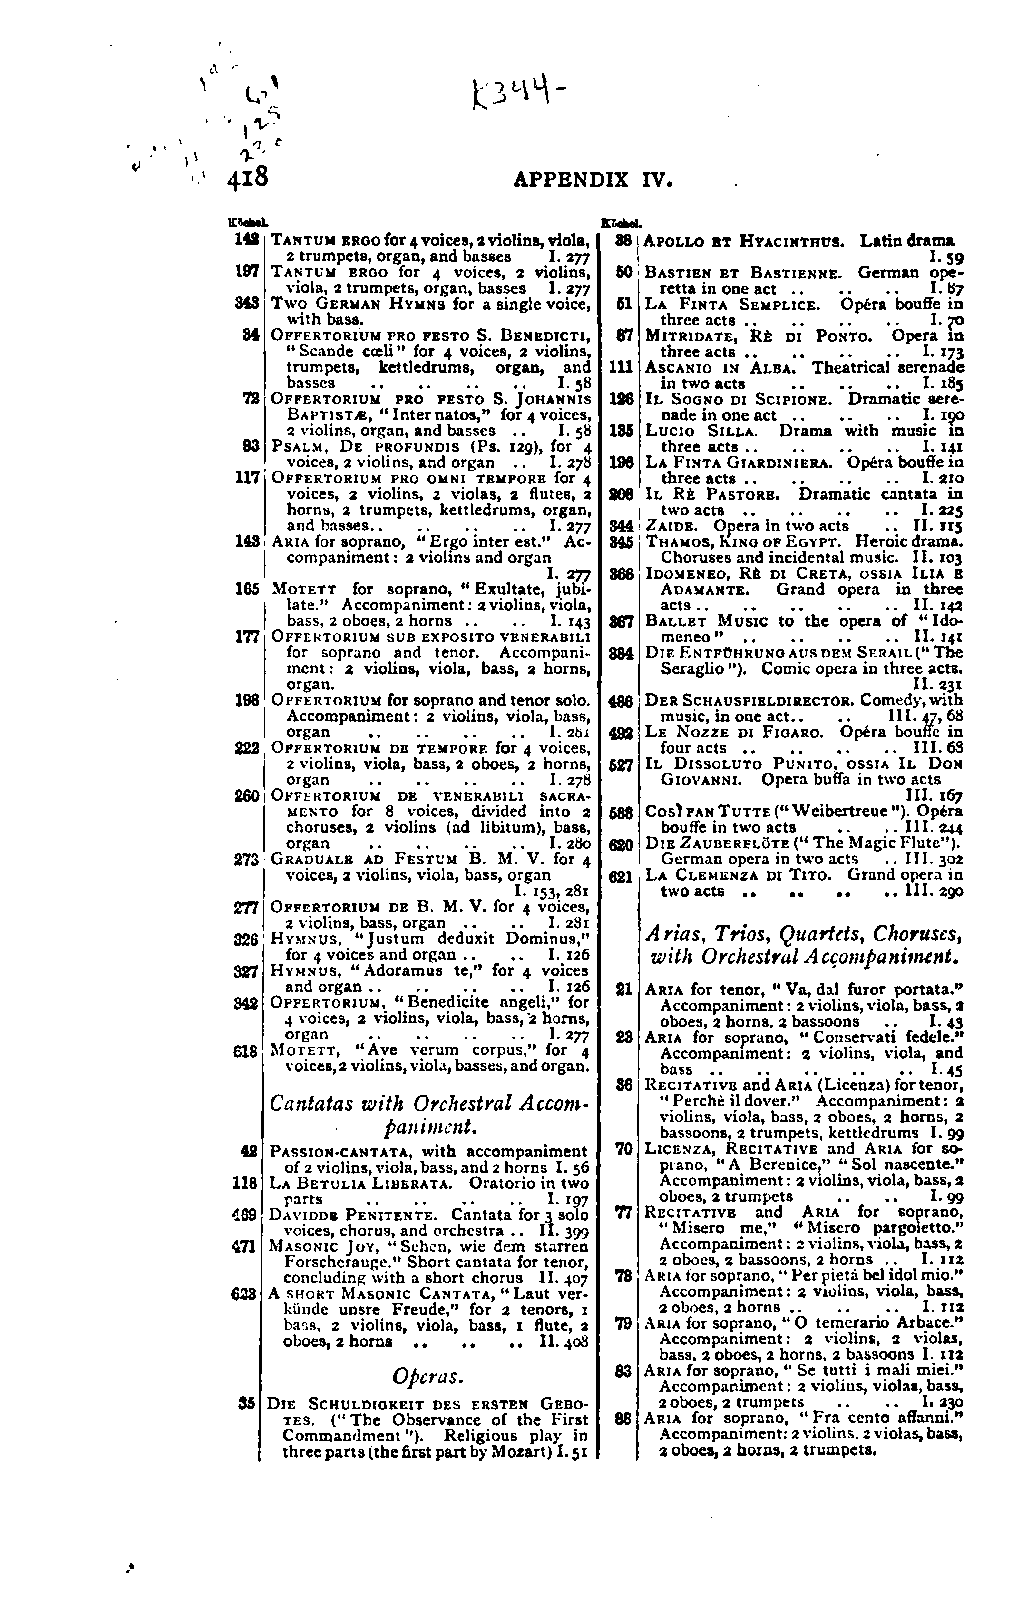 K344-
61
125
418
APPENDIX IV.
Köchel.
142 TANTUM ERGO for 4 voices, 2 violins, viola,
2 trumpets, organ, and basses I. 277
197 TANTUM ERGO for 4 voices, 2 violins,
viola, 2 trumpets, organ, basses I. 277
343 TWO GERMAN HYMNS for a single voice,
with bass.
34 OFFERTORIUM PRO FESTO S. BENEDICTI,
"Scande cœli" for 4 voices, 2 violins,
trumpets, kettledrums, organ, and
basses .. .. .. .. .. I. 58
72 OFFERTORIUM PRO FESTO S. JOHANNIS
BAPTISTÆ, "Inter natos," for 4 voices,
2 violins, organ, and basses .. I. 58
93 PSALM, DE PROFUNDIS (Ps. 129), for 4
voices, 2 violins, and organ .. I. 278
117 OFFERTORIUM PRO OMNI TEMPORE for 4
voices, 2 violins, 2 violas, 2 flutes, 2
horns, 2 trumpets, kettledrums, organ,
and basses.. .. .. .. .. I. 277
143 ARIA for soprano, "Ergo inter est." Ac-
companiment: 2 violins and organ
I. 277
165 MOTETT for soprano, "Exultate, jubi-
late." Accompaniment: 2 violins, viola,
bass, 2 oboes, 2 horns .. .. I. 143
177 OFFERTORIUM SUB EXPOSITO VENERABILI
for soprano and tenor. Accompani-
ment: 2 violins, viola, bass, 2 horns,
organ.
198 OFFERTORIUM for soprano and tenor solo.
Accompaniment: 2 violins, viola, bass,
organ .. .. .. .. .. I. 281
222 OFFERTORIUM DE TEMPORE for 4 voices,
2 violins, viola, bass, 2 oboes, 2 horns,
organ .. .. .. .. .. I. 278
260 OFFERTORIUM DE VENERABILI SACRA-
MENTO for 8 voices, divided into 2
choruses, 2 violins (ad libitum), bass,
organ .. .. .. .. .. I. 280
273 GRADUALE AD FESTUM B. M. V. for 4
voices, 2 violins, viola, bass, organ
I. 153, 281
277 OFFERTORIUM DE B. M. V. for 4 voices,
2 violins, bass, organ .. .. I. 281
326 HYMNUS, "Justum deduxit Dominus,"
for 4 voices and organ .. .. I. 126
327 HYMNUS, "Adoramus te," for 4 voices
and organ .. .. .. .. .. I. 126
342 OFFERTORIUM, "Benedicite angeli," for
4 voices, 2 violins, viola, bass, 2 horns,
organ .. .. .. .. .. I. 277
618 MOTETT, "Ave verum corpus," for 4
voices, 2 violins, viola, basses, and organ.
Cantatas with Orchestral Accom-
paniment.
42 PASSION-CANTATA, with accompaniment
of 2 violins, viola, bass, and 2 horns I. 56
118 LA BETULIA LIBERATA. Oratorio in two
parts .. .. .. .. .. I. 197
469 DAVIDDE PENITENTE. Cantata for 3 solo
voices, chorus, and orchestra .. II. 399
471 MASONIC JOY, "Sehen, wie dem starren
Forscherauge." Short cantata for tenor,
concluding with a short chorus II. 407
623 A SHORT MASONIC CANTATA, "Laut ver-
künde unsre Freude," for 2 tenors, 1
bass, 2 violins, viola, bass, 1 flute, 2
oboes, 2 horns .. .. .. II. 408
Operas.
35 DIE SCHULDIGKEIT DES ERSTEN GEBO-
TES. ("The Observance of the First
Commandment"). Religious play in
three parts (the first part by Mozart) I. 51
Köchel.
38 APOLLO ET HYACINTHUS. Latin drama
I. 59
50 BASTIEN ET BASTIENNE. German ope-
retta in one act .. .. .. I. 87
51 LA FINTA SEMPLICE. Opéra bouffe in
three acts .. .. .. .. .. I. 70
87 MITRIDATE, RÈ DI PONTO. Opera in
three acts .. .. .. .. .. I. 173
111 ASCANIO IN ALBA. Theatrical serenade
in two acts .. .. .. .. I. 185
126 IL SOGNO DI SCIPIONE. Dramatic sere-
nade in one act .. .. .. .. I. 190
135 LUCIO SILLA. Drama with music in
three acts .. .. .. .. .. I. 141
196 LA FINTA GIARDINIERA. Opéra bouffe in
three acts .. .. .. .. .. I. 210
208 IL RÈ PASTORE. Dramatic cantata in
two acts .. .. .. .. .. I. 225
344 ZAIDE. Opera in two acts .. II. 115
345 THAMOS, KING OF EGYPT. Heroic drama.
Choruses and incidental music. II. 103
366 IDOMENEO, RÈ DI CRETA, OSSIA ILIA E
ADAMANTE. Grand opera in three
acts .. .. .. .. .. .. II. 142
367 BALLET MUSIC to the opera of "Ido-
meneo" .. .. .. .. .. II. 141
384 DIE ENTFÜHRUNG AUS DEM SERAIL ("The
Seraglio"). Comic opera in three acts.
II. 231
486 DER SCHAUSPIELDIRECTOR. Comedy, with
music, in one act.. .. III. 47, 68
492 LE NOZZE DI FIGARO. Opéra bouffe in
four acts .. .. .. .. .. III. 68
527 IL DISSOLUTO PUNITO, OSSIA IL DON
GIOVANNI. Opera buffa in two acts
III. 167
588 COSÌ FAN TUTTE ("Weibertreue"). Opéra
bouffe in two acts .. .. III. 244
620 DIE ZAUBERFLÖTE ("The Magic Flute").
German opera in two acts .. III. 302
621 LA CLEMENZA DI TITO. Grand opera in
two acts .. .. .. .. .. III. 290
Arias, Trios, Quartets, Choruses,
with Orchestral Accompaniment.
21 ARIA for tenor, "Va, dal furor portata."
Accompaniment: 2 violins, viola, bass, 2
oboes, 2 horns, 2 bassoons .. I. 43
23 ARIA for soprano, "Conservati fedele."
Accompaniment: 2 violins, viola, and
bass .. .. .. .. .. .. I. 45
36 RECITATIVE and ARIA (Licenza) for tenor,
"Perchè il dover." Accompaniment: 2
violins, viola, bass, 2 oboes, 2 horns, 2
bassoons, 2 trumpets, kettledrums I. 99
70 LICENZA, RECITATIVE and ARIA for so-
prano, "A Berenice," "Sol nascente."
Accompaniment: 2 violins, viola, bass, 2
oboes, 2 trumpets .. .. I. 99
77 RECITATIVE and ARIA for soprano,
"Misero me," "Misero pargoletto."
Accompaniment: 2 violins, viola, bass, 2
2 oboes, 2 bassoons, 2 horns .. I. 112
78 ARIA for soprano, "Per pietá bel idol mio."
Accompaniment: 2 violins, viola, bass,
2 oboes, 2 horns .. .. .. I. 112
79 ARIA for soprano, "O temerario Arbace."
Accompaniment: 2 violins, 2 violas,
bass, 2 oboes, 2 horns, 2 bassoons I. 112
83 ARIA for soprano, "Se tutti i mali miei."
Accompaniment: 2 violins, violas, bass,
2 oboes, 2 trumpets .. .. I. 230
88 ARIA for soprano, "Fra cento affanni."
Accompaniment: 2 violins, 2 violas, bass,
2 oboes, 2 horns, 2 trumpets.